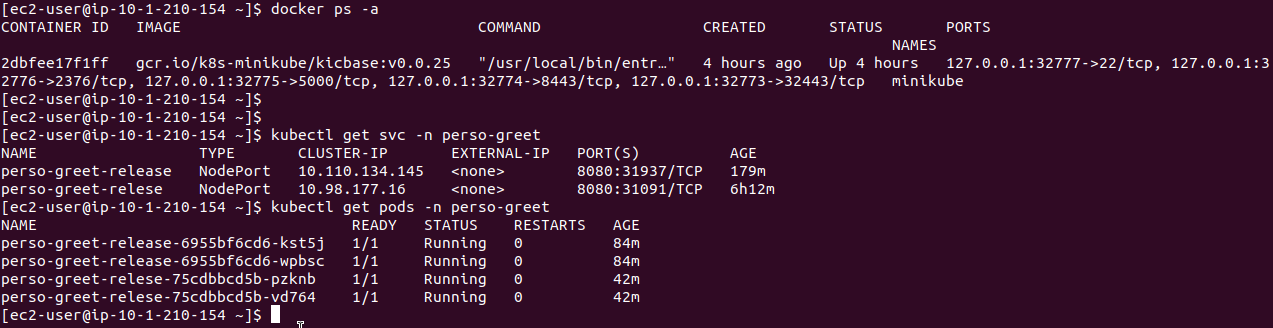 [ec2-user@ip-10-1-210-154 ~]$ docker ps -a
CONTAINER ID   IMAGE                                 COMMAND                  CREATED       STATUS       PORTS
                                                                                                   NAMES
2dbfee17f1ff   gcr.io/k8s-minikube/kicbase:v0.0.25   "/usr/local/bin/entr…"   4 hours ago   Up 4 hours   127.0.0.1:32777->22/tcp, 127.0.0.1:3
2776->2376/tcp, 127.0.0.1:32775->5000/tcp, 127.0.0.1:32774->8443/tcp, 127.0.0.1:32773->32443/tcp   minikube
[ec2-user@ip-10-1-210-154 ~]$
[ec2-user@ip-10-1-210-154 ~]$
[ec2-user@ip-10-1-210-154 ~]$ kubectl get svc -n perso-greet
NAME                  TYPE       CLUSTER-IP       EXTERNAL-IP   PORT(S)          AGE
perso-greet-release   NodePort   10.110.134.145   <none>        8080:31937/TCP   179m
perso-greet-relese    NodePort   10.98.177.16     <none>        8080:31091/TCP   6h12m
[ec2-user@ip-10-1-210-154 ~]$ kubectl get pods -n perso-greet
NAME                                   READY   STATUS    RESTARTS   AGE
perso-greet-release-6955bf6cd6-kst5j   1/1     Running   0          84m
perso-greet-release-6955bf6cd6-wpbsc   1/1     Running   0          84m
perso-greet-relese-75cdbbcd5b-pzknb    1/1     Running   0          42m
perso-greet-relese-75cdbbcd5b-vd764    1/1     Running   0          42m
[ec2-user@ip-10-1-210-154 ~]$